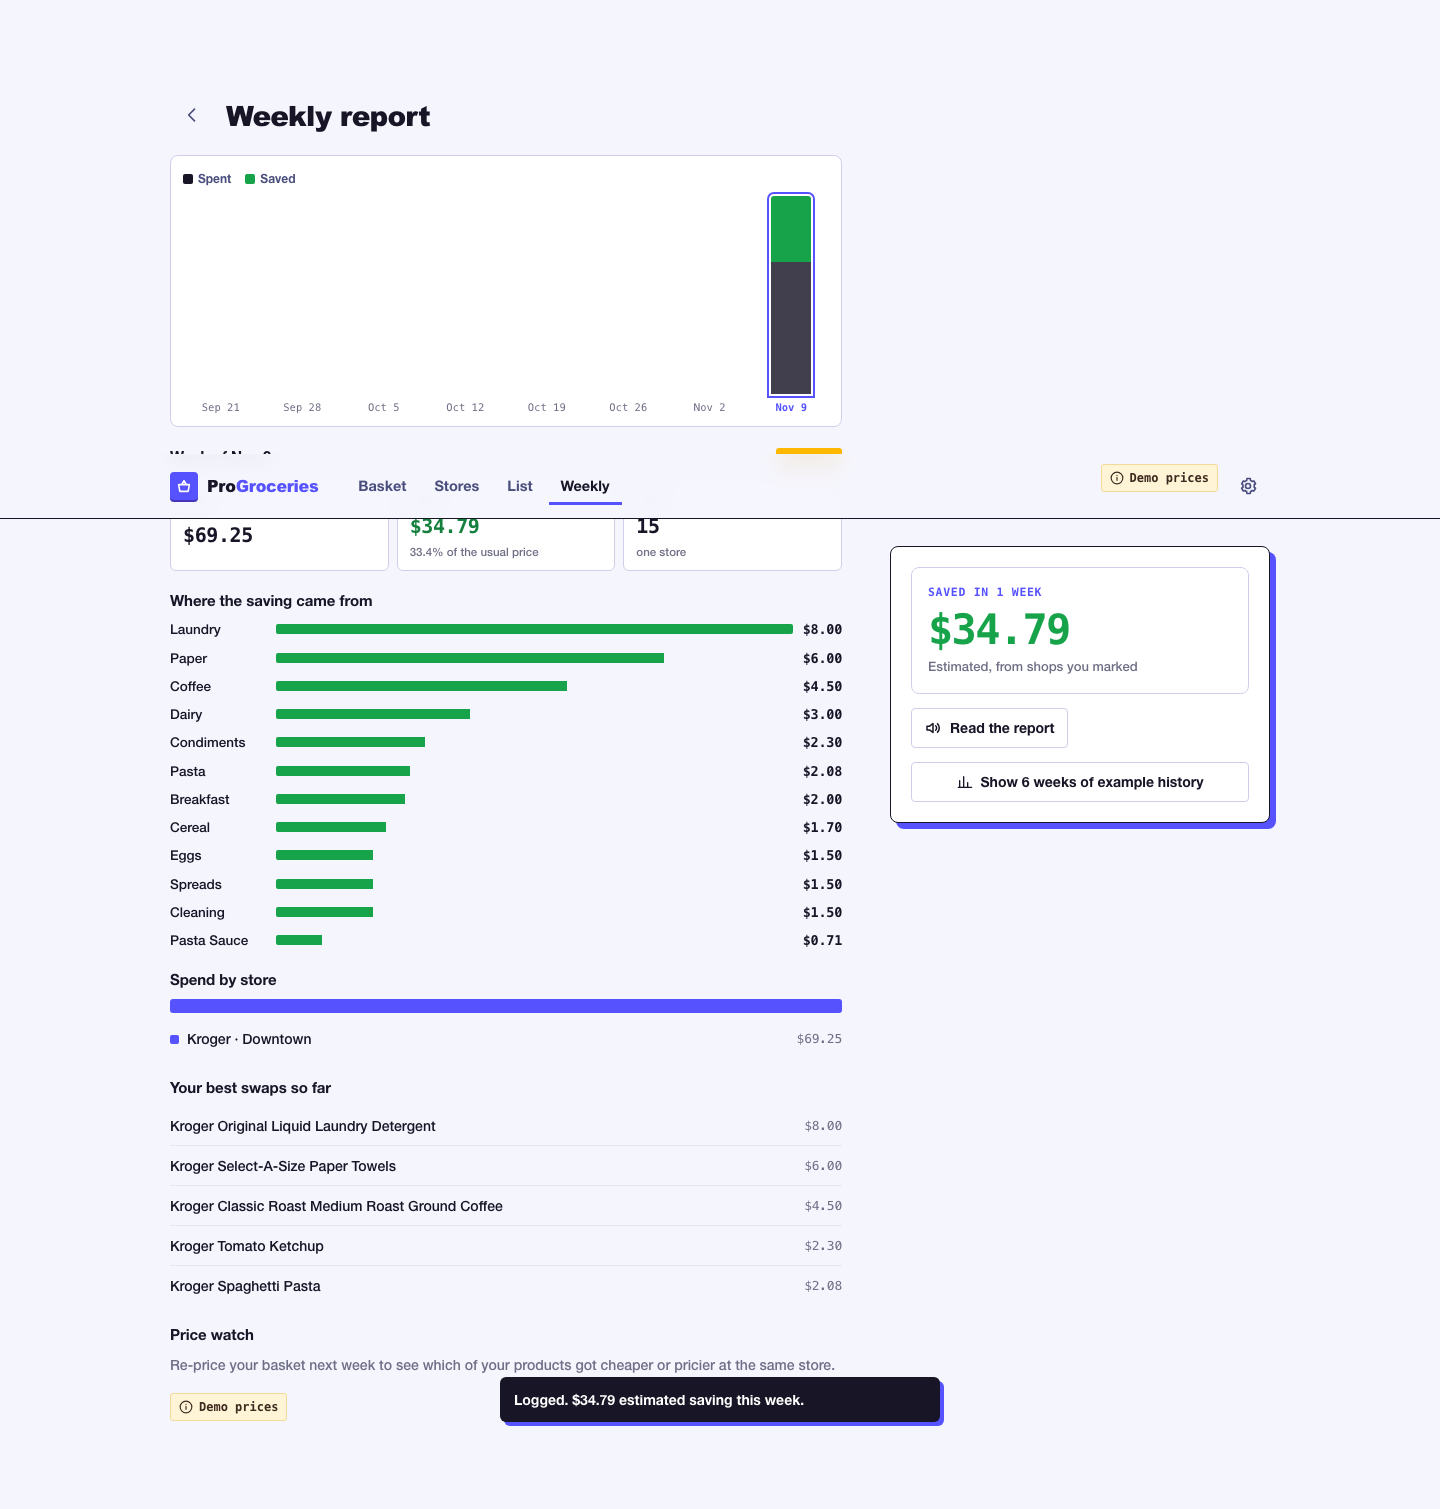 Weekly report
Spent Saved
Sep 21 Sep 28 Oct 5 Oct 12 Oct 19 Oct 26 Nov 2 Nov 9
ProGroceries Basket Stores List Weekly Demo prices
$69.25 $34.79 15
33.4% of the usual price one store
Where the saving came from
Laundry $8.00
Paper $6.00
Coffee $4.50
Dairy $3.00
Condiments $2.30
Pasta $2.08
Breakfast $2.00
Cereal $1.70
Eggs $1.50
Spreads $1.50
Cleaning $1.50
Pasta Sauce $0.71
Spend by store
Kroger · Downtown $69.25
Your best swaps so far
Kroger Original Liquid Laundry Detergent $8.00
Kroger Select-A-Size Paper Towels $6.00
Kroger Classic Roast Medium Roast Ground Coffee $4.50
Kroger Tomato Ketchup $2.30
Kroger Spaghetti Pasta $2.08
Price watch
Re-price your basket next week to see which of your products got cheaper or pricier at the same store.
Demo prices
SAVED IN 1 WEEK
$34.79
Estimated, from shops you marked
Read the report
Show 6 weeks of example history
Logged. $34.79 estimated saving this week.